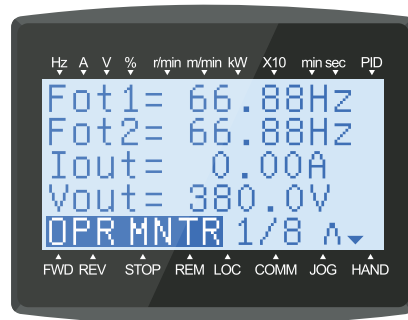 Hz A V % r/min m/min kW X10 min sec PID
Fot1= 66.88Hz
Fot2= 66.88Hz
Iout= 0.00A
Vout= 380.0V
OPR MNTR 1/8 ∧
FWD REV STOP REM LOC COMM JOG HAND